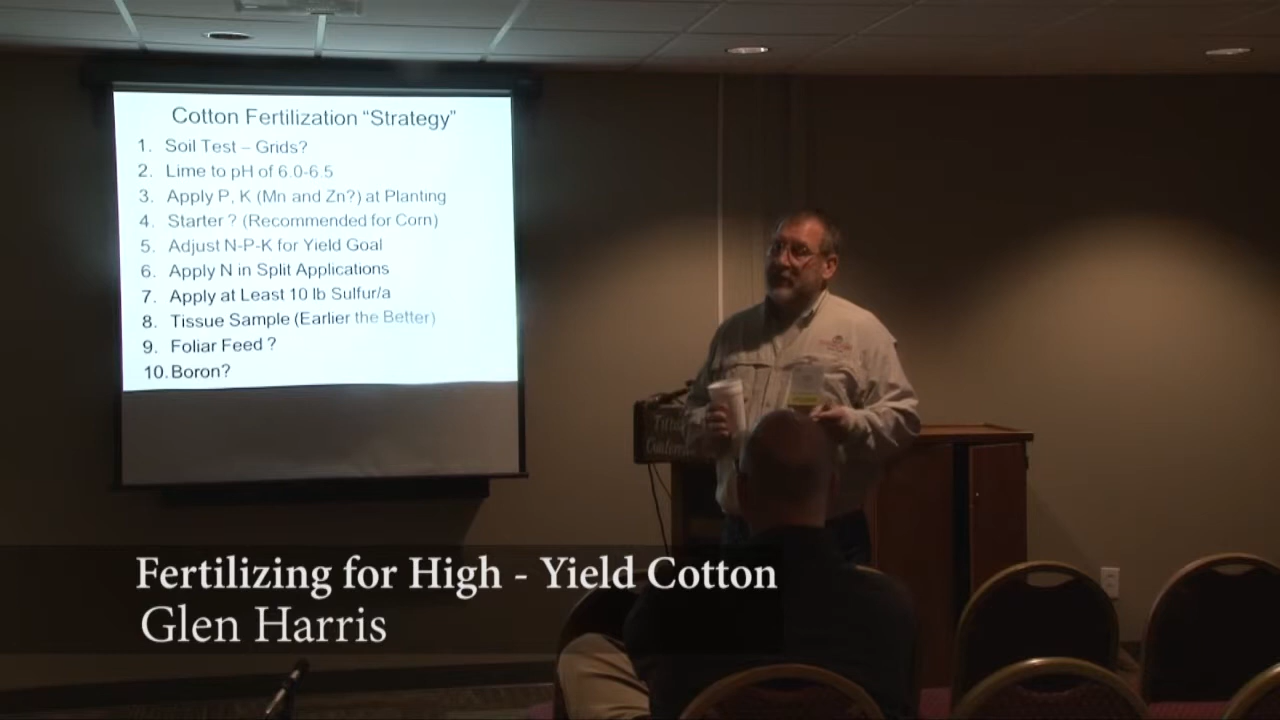 Cotton Fertilization “Strategy”
1. Soil Test – Grids?
2. Lime to pH of 6.0-6.5
3. Apply P, K (Mn and Zn?) at Planting
4. Starter ? (Recommended for Corn)
5. Adjust N-P-K for Yield Goal
6. Apply N in Split Applications
7. Apply at Least 10 lb Sulfur/a
8. Tissue Sample (Earlier the Better)
9. Foliar Feed ?
10. Boron?
Fertilizing for High - Yield Cotton
Glen Harris